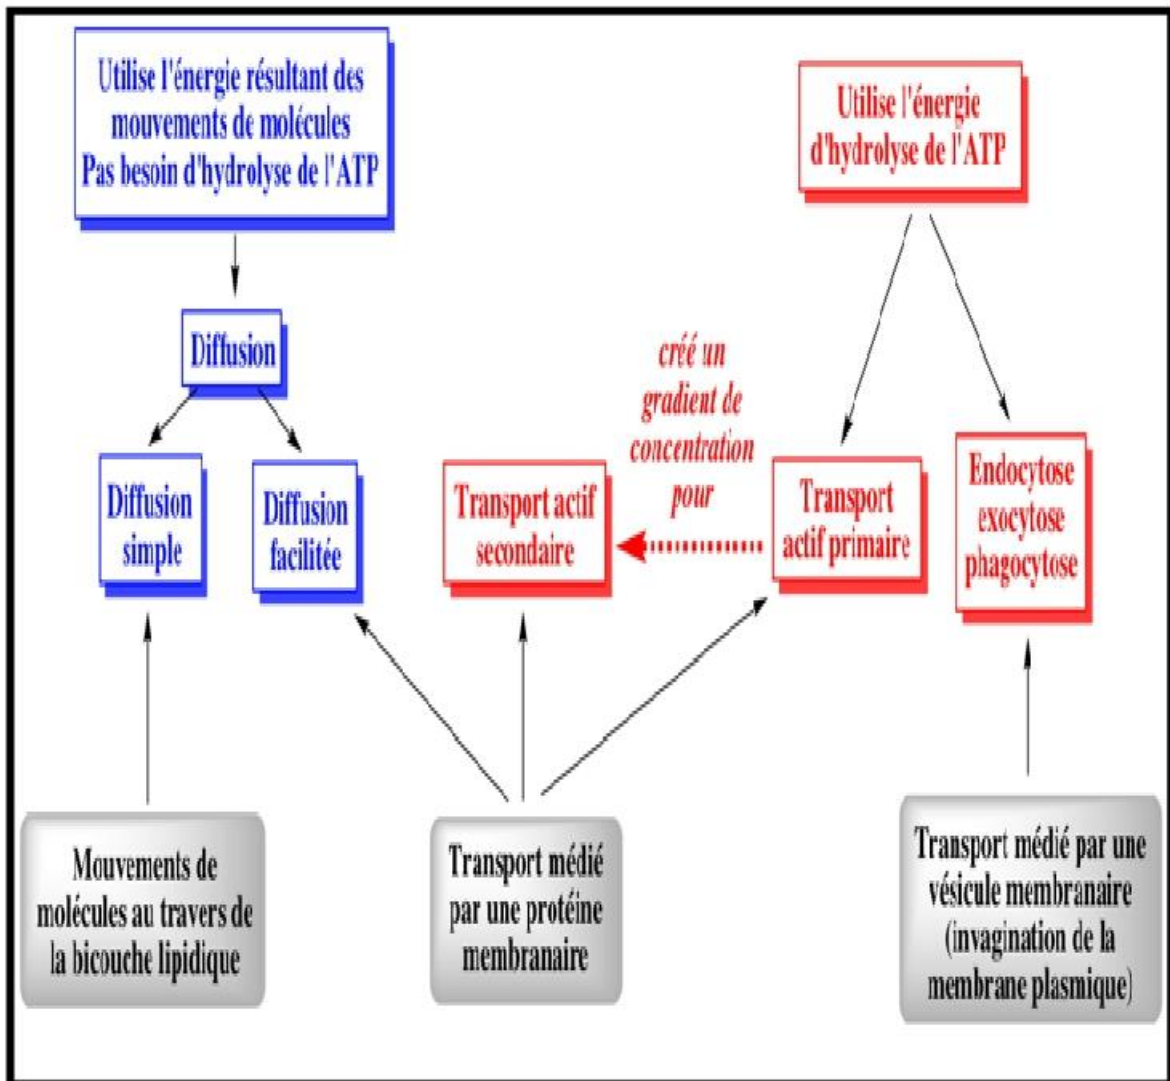 Utilise l'énergie résultant des
mouvements de molécules
Pas besoin d'hydrolyse de l'ATP
Utilise l'énergie
d'hydrolyse de l'ATP
Diffusion
créé un
gradient de
concentration
pour
Diffusion
simple
Diffusion
facilitée
Transport actif
secondaire
Transport
actif primaire
Endocytose
exocytose
phagocytose
Mouvements de
molécules au travers de
la bicouche lipidique
Transport médié
par une protéine
membranaire
Transport médié par une
vésicule membranaire
(invagination de la
membrane plasmique)